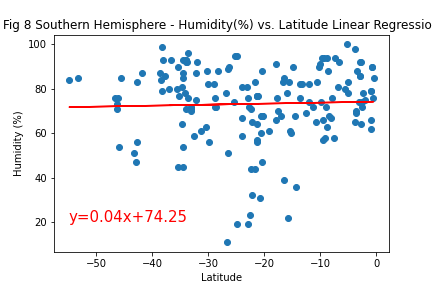 Fig 8 Southern Hemisphere - Humidity(%) vs. Latitude Linear Regressio
100
80
60
40
20
Humidity (%)
y=0.04x+74.25
−50
−40
−30
−20
−10
0
Latitude